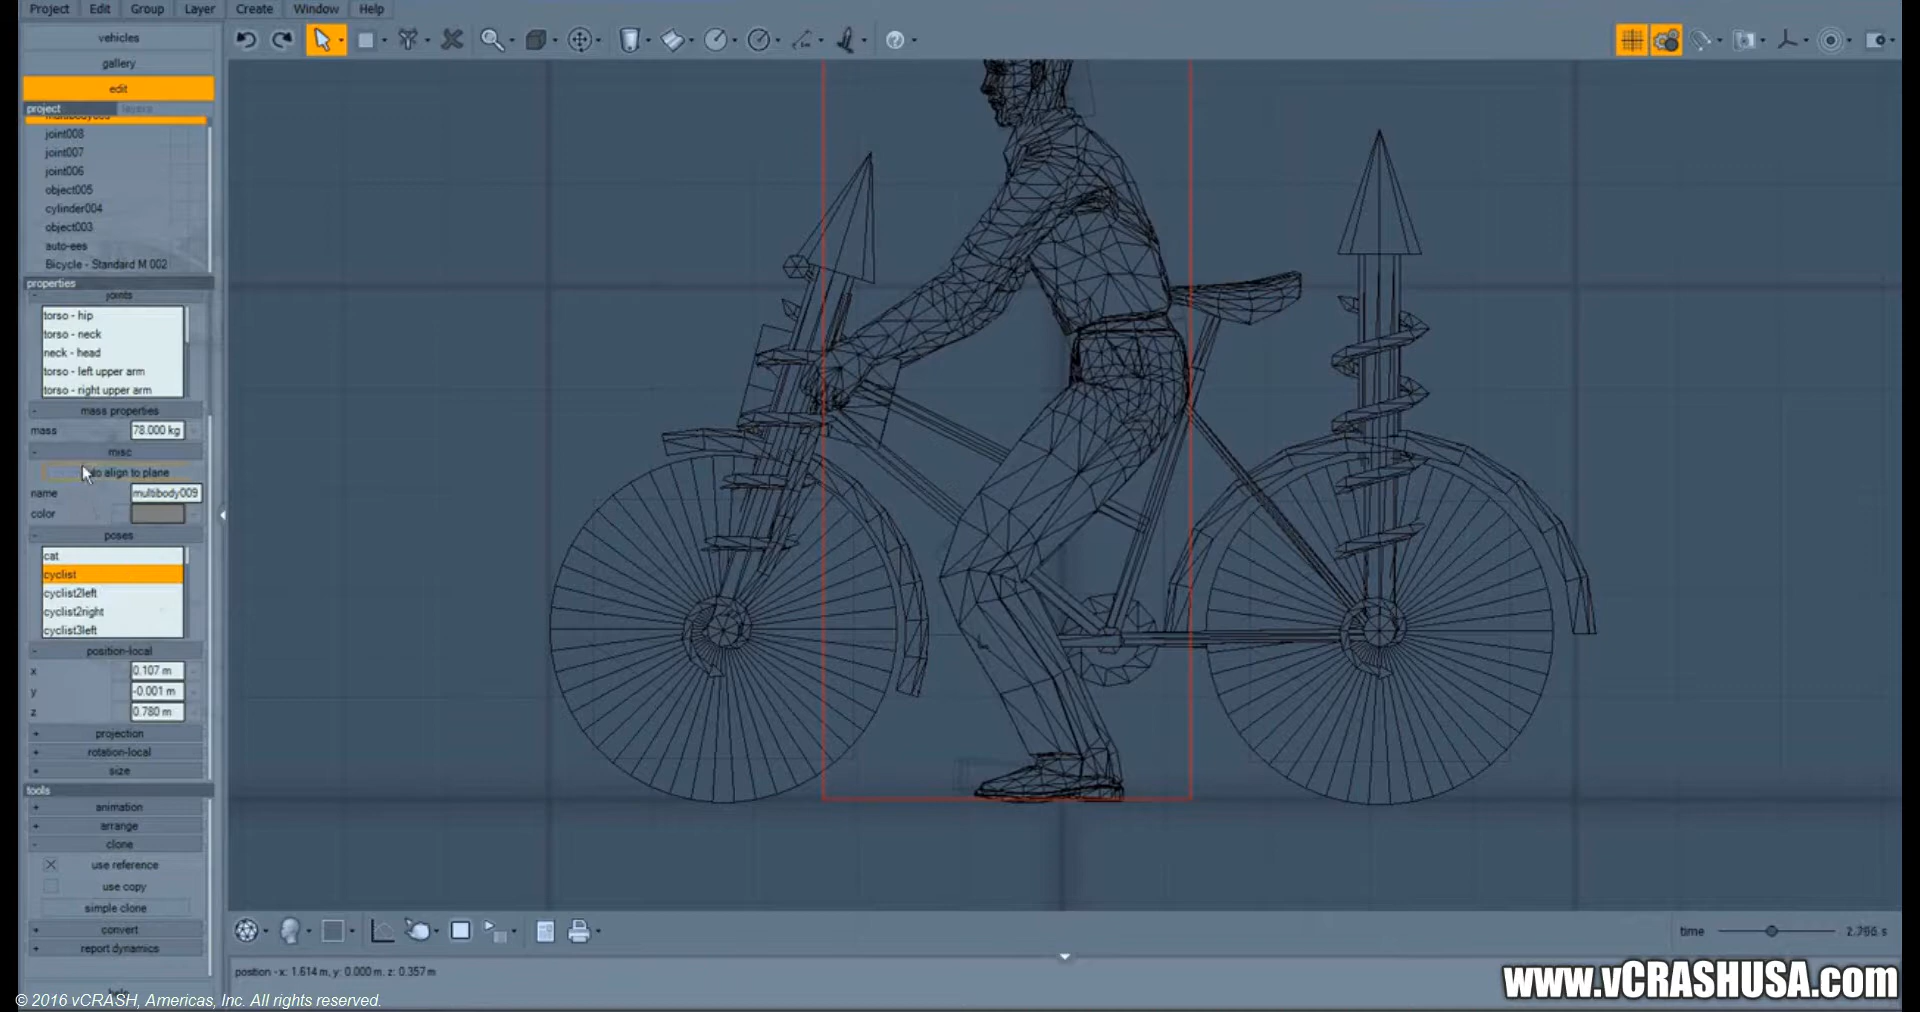 Project Edit Group Layer Create Window Help
vehicles
gallery
edit
project layers
joint008
joint007
joint006
object005
cylinder004
object003
auto-ees
Bicycle - Standard M 002
properties
- joints
torso - hip
torso - neck
neck - head
torso - left upper arm
torso - right upper arm
- mass properties
mass 78.000 kg
- misc
align to plane
name multibody009
color
- poses
cat
cyclist
cyclist2left
cyclist2right
cyclist3left
- position-local
x 0.107 m
y -0.001 m
z 0.780 m
+ projection
+ rotation-local
+ size
tools
+ animation
+ arrange
- clone
use reference
use copy
simple clone
+ convert
+ report dynamics
help
time 2.796 s
position - x: 1.614 m, y: 0.000 m, z: 0.357 m
© 2016 vCRASH, Americas, Inc. All rights reserved.
www.vCRASHUSA.com